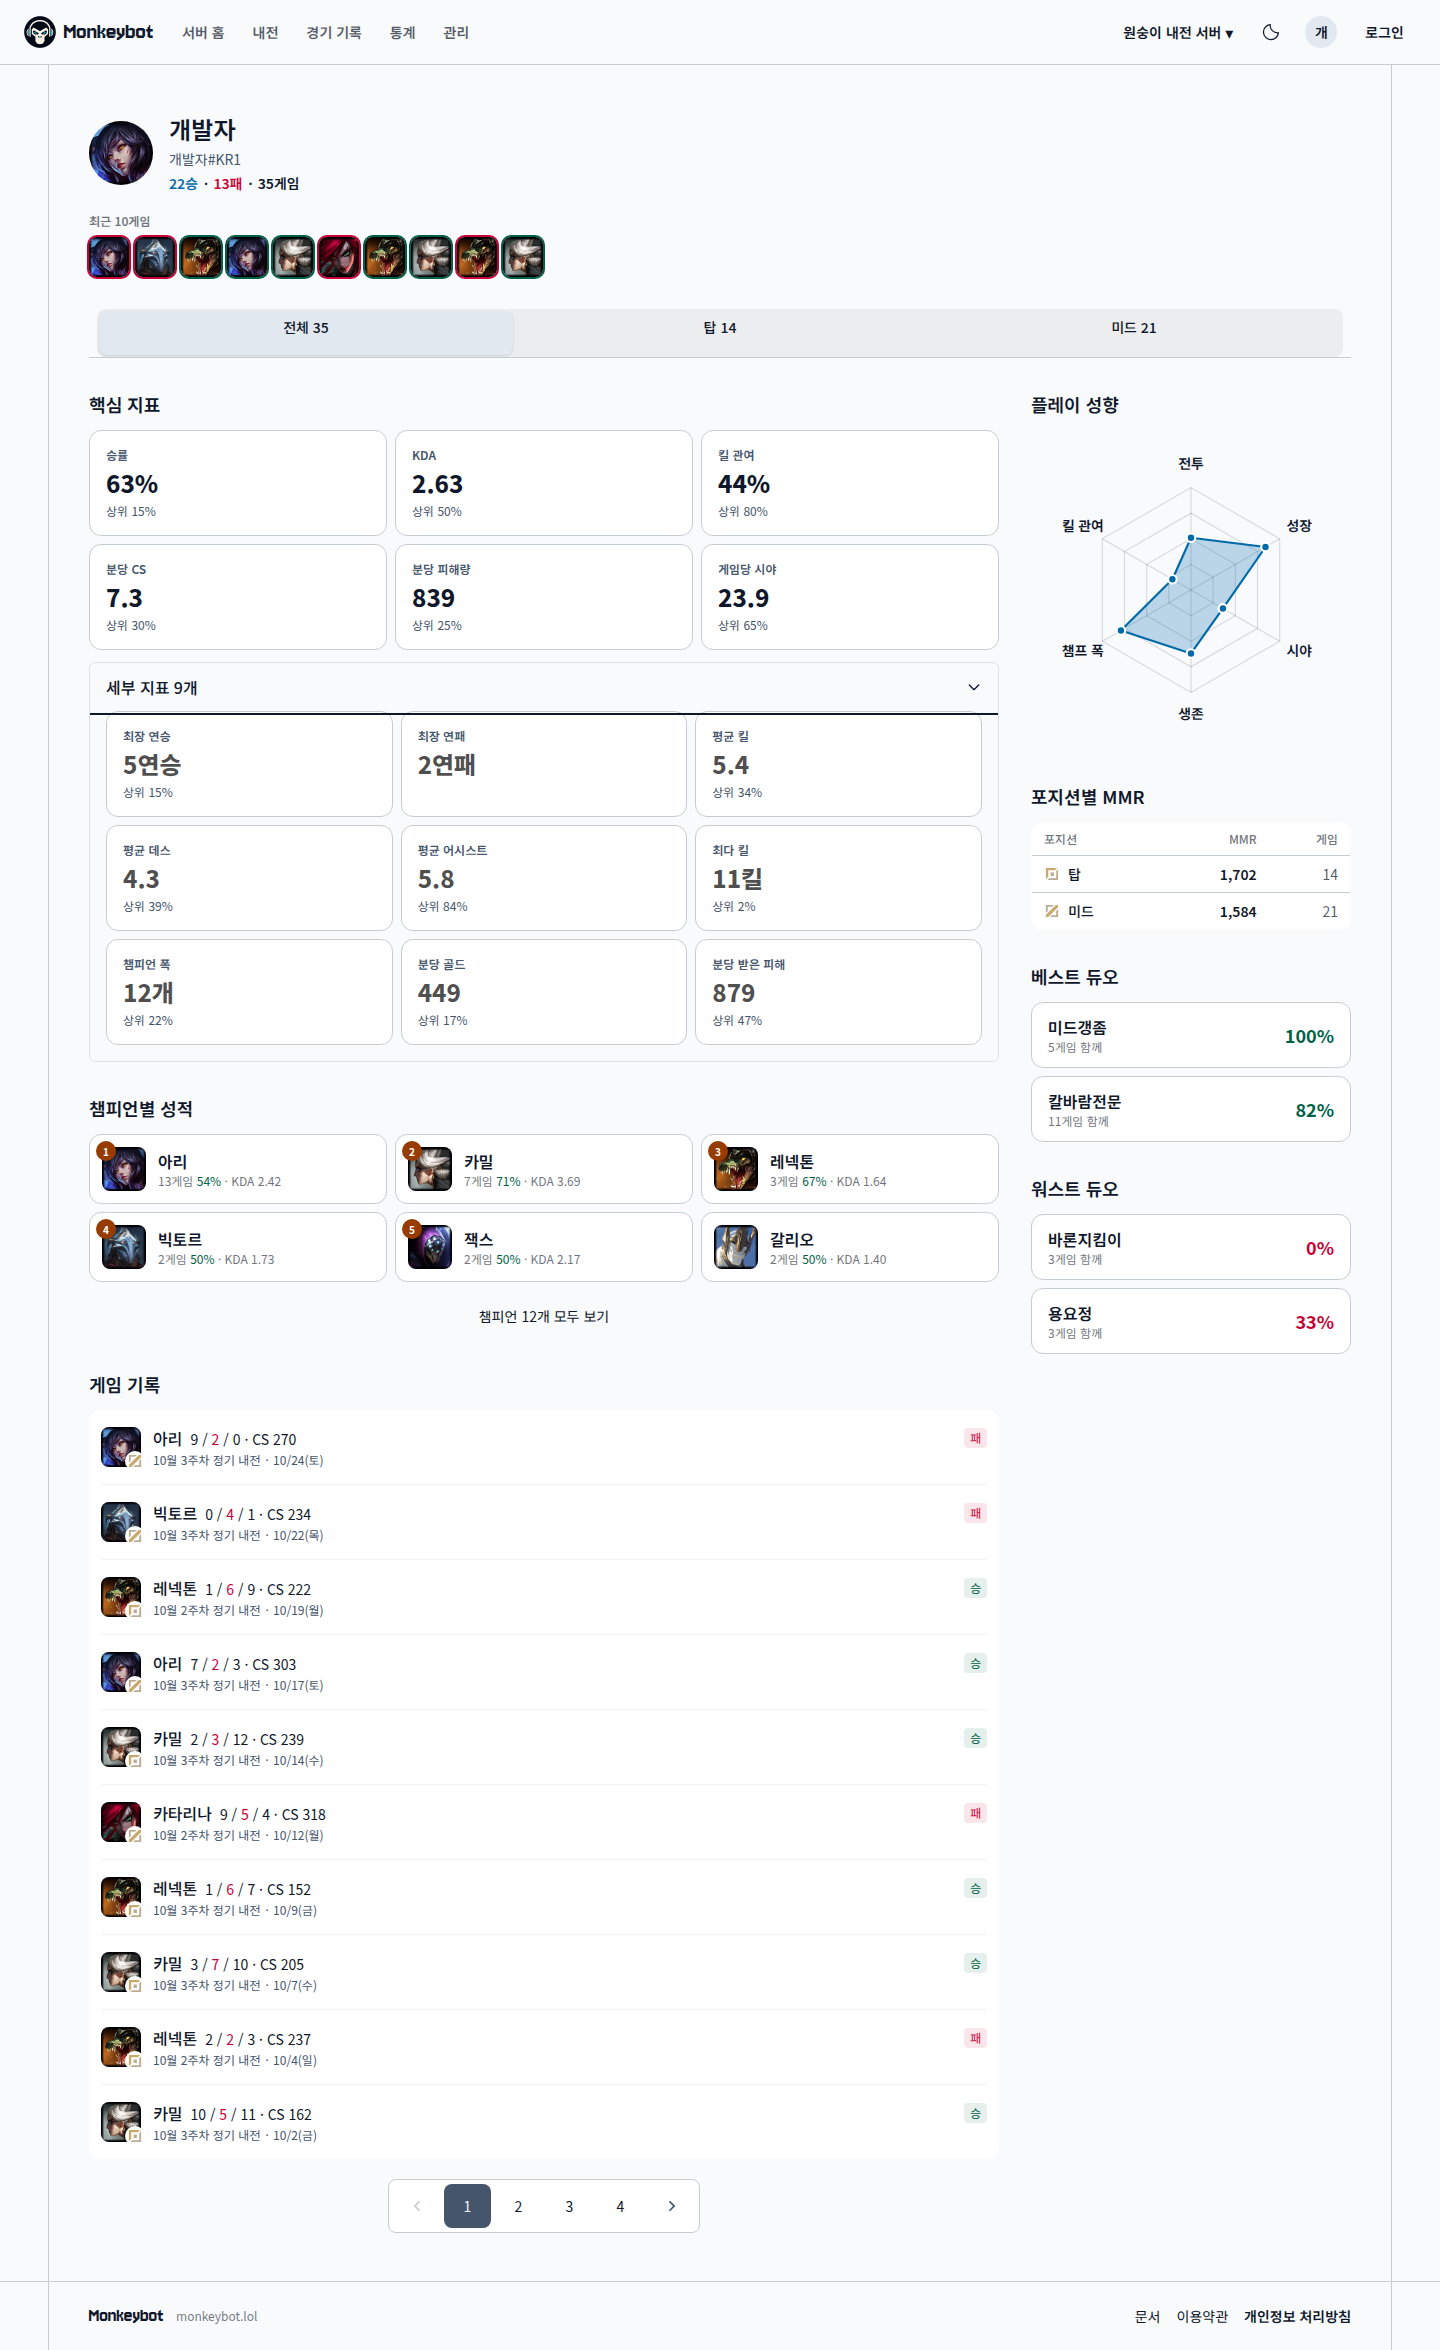 Monkeybot 서버 홈 내전 경기 기록 통계 관리 원숭이 내전 서버 ▾ 개 로그인
개발자
개발자#KR1
22승 · 13패 · 35게임
최근 10게임
전체 35 탑 14 미드 21
핵심 지표
승률 KDA 킬 관여
63% 2.63 44%
상위 15% 상위 50% 상위 80%
분당 CS 분당 피해량 게임당 시야
7.3 839 23.9
상위 30% 상위 25% 상위 65%
세부 지표 9개
최장 연승 최장 연패 평균 킬
5연승 2연패 5.4
상위 15% 상위 34%
평균 데스 평균 어시스트 최다 킬
4.3 5.8 11킬
상위 39% 상위 84% 상위 2%
챔피언 폭 분당 골드 분당 받은 피해
12개 449 879
상위 22% 상위 17% 상위 47%
챔피언별 성적
1 아리 2 카밀 3 레넥톤
13게임 54% · KDA 2.42 7게임 71% · KDA 3.69 3게임 67% · KDA 1.64
4 빅토르 5 잭스 갈리오
2게임 50% · KDA 1.73 2게임 50% · KDA 2.17 2게임 50% · KDA 1.40
챔피언 12개 모두 보기
게임 기록
아리 9 / 2 / 0 · CS 270 패
10월 3주차 정기 내전 · 10/24(토)
빅토르 0 / 4 / 1 · CS 234 패
10월 3주차 정기 내전 · 10/22(목)
레넥톤 1 / 6 / 9 · CS 222 승
10월 2주차 정기 내전 · 10/19(월)
아리 7 / 2 / 3 · CS 303 승
10월 3주차 정기 내전 · 10/17(토)
카밀 2 / 3 / 12 · CS 239 승
10월 3주차 정기 내전 · 10/14(수)
카타리나 9 / 5 / 4 · CS 318 패
10월 2주차 정기 내전 · 10/12(월)
레넥톤 1 / 6 / 7 · CS 152 승
10월 3주차 정기 내전 · 10/9(금)
카밀 3 / 7 / 10 · CS 205 승
10월 3주차 정기 내전 · 10/7(수)
레넥톤 2 / 2 / 3 · CS 237 패
10월 2주차 정기 내전 · 10/4(일)
카밀 10 / 5 / 11 · CS 162 승
10월 3주차 정기 내전 · 10/2(금)
1 2 3 4
플레이 성향
전투
킬 관여 성장
챔프 폭 시야
생존
포지션별 MMR
포지션 MMR 게임
탑 1,702 14
미드 1,584 21
베스트 듀오
미드갱좀 100%
5게임 함께
칼바람전문 82%
11게임 함께
워스트 듀오
바론지킴이 0%
3게임 함께
용요정 33%
3게임 함께
Monkeybot monkeybot.lol 문서 이용약관 개인정보 처리방침